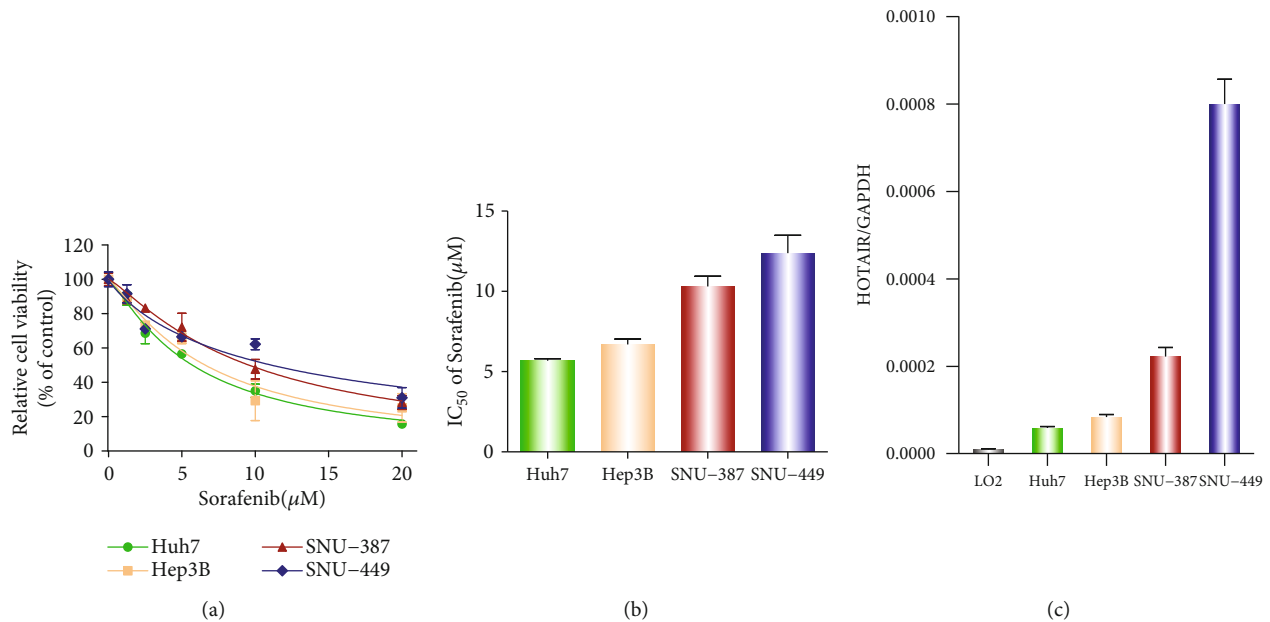 120
100
80
60
40
20
0
Relative cell viability
(% of control)
0 5 10 15 20
Sorafenib(μM)
Huh7 SNU−387
Hep3B SNU−449
(a)
15
10
5
0
IC50 of Sorafenib(μM)
Huh7 Hep3B SNU−387 SNU−449
(b)
0.0010
0.0008
0.0006
0.0004
0.0002
0.0000
HOTAIR/GAPDH
LO2 Huh7 Hep3B SNU−387 SNU−449
(c)